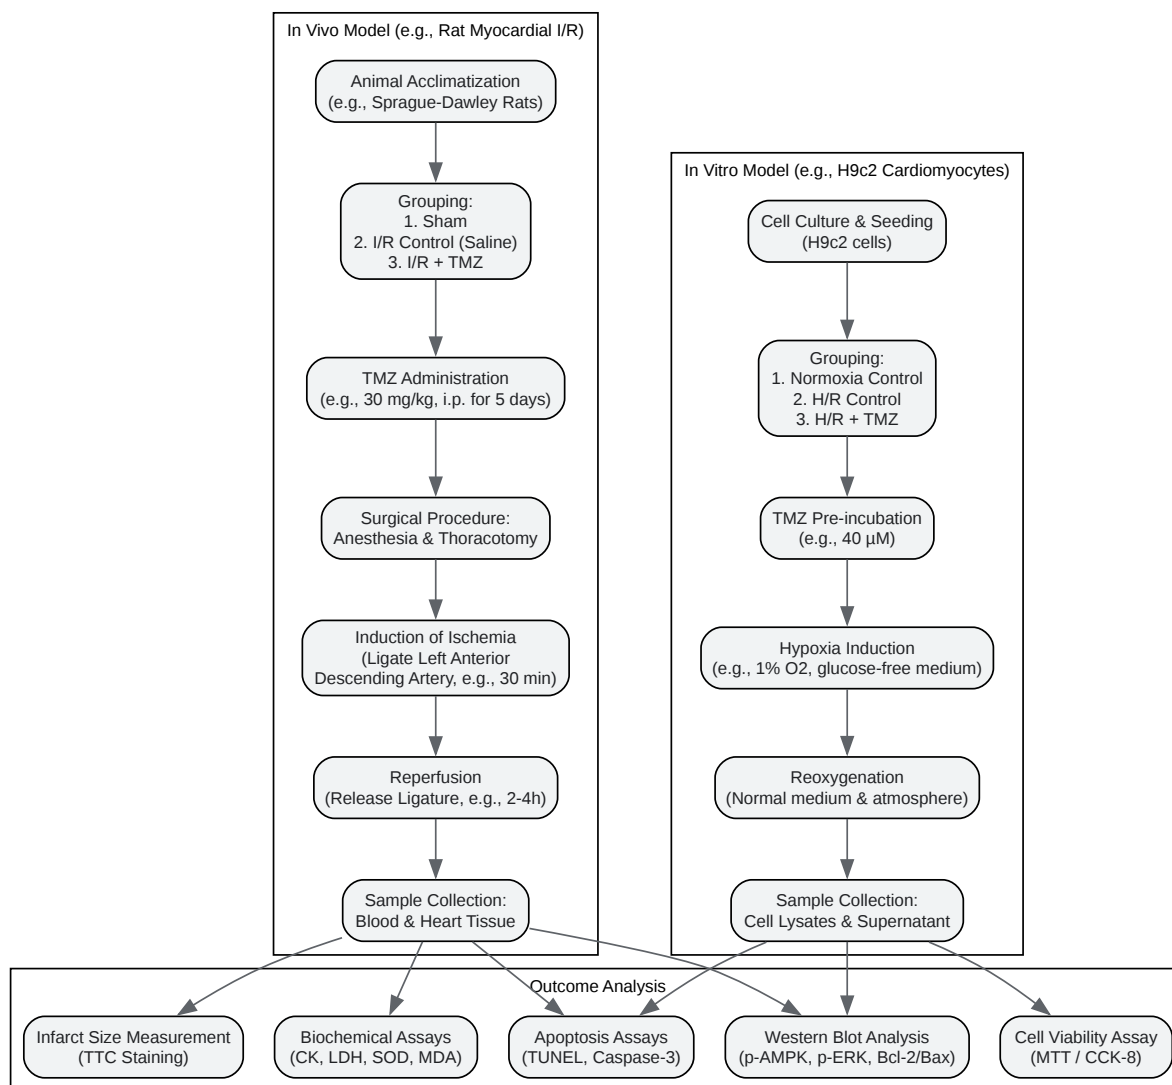 In Vivo Model (e.g., Rat Myocardial I/R)
Animal Acclimatization
(e.g., Sprague-Dawley Rats)
Grouping:
1. Sham
2. I/R Control (Saline)
3. I/R + TMZ
TMZ Administration
(e.g., 30 mg/kg, i.p. for 5 days)
Surgical Procedure:
Anesthesia & Thoracotomy
Induction of Ischemia
(Ligate Left Anterior
Descending Artery, e.g., 30 min)
Reperfusion
(Release Ligature, e.g., 2-4h)
Sample Collection:
Blood & Heart Tissue
In Vitro Model (e.g., H9c2 Cardiomyocytes)
Cell Culture & Seeding
(H9c2 cells)
Grouping:
1. Normoxia Control
2. H/R Control
3. H/R + TMZ
TMZ Pre-incubation
(e.g., 40 µM)
Hypoxia Induction
(e.g., 1% O2, glucose-free medium)
Reoxygenation
(Normal medium & atmosphere)
Sample Collection:
Cell Lysates & Supernatant
Outcome Analysis
Infarct Size Measurement
(TTC Staining)
Biochemical Assays
(CK, LDH, SOD, MDA)
Apoptosis Assays
(TUNEL, Caspase-3)
Western Blot Analysis
(p-AMPK, p-ERK, Bcl-2/Bax)
Cell Viability Assay
(MTT / CCK-8)